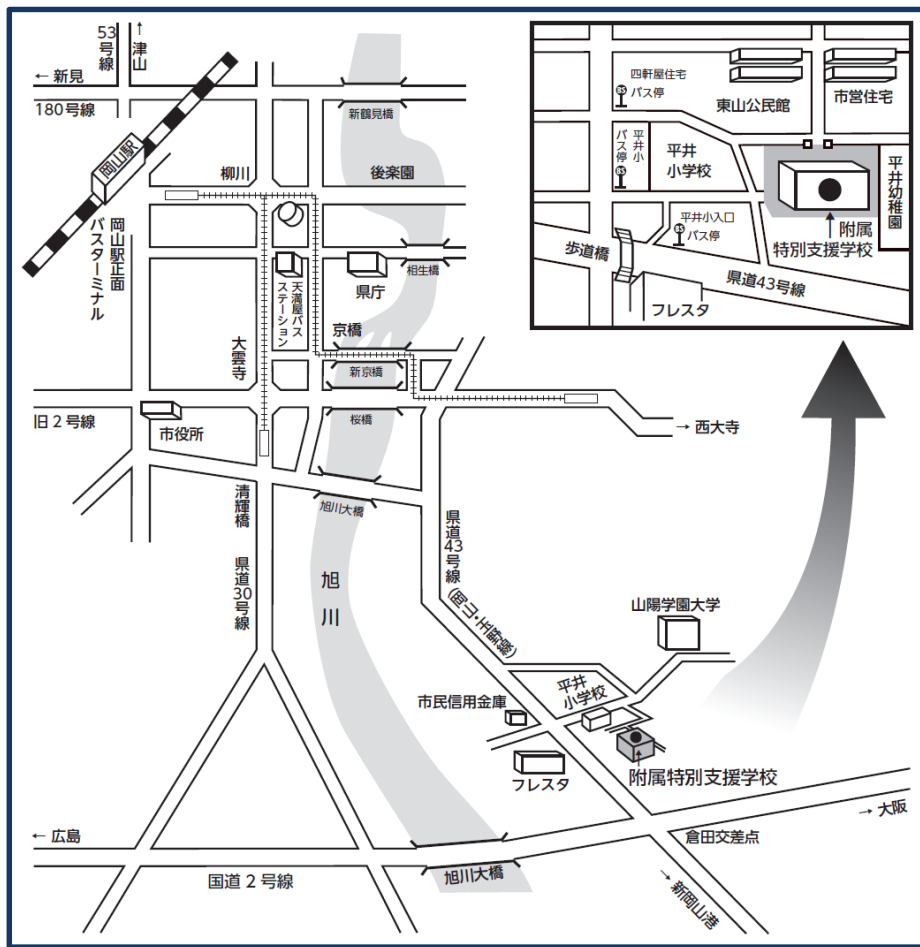 53号線
↑津山
← 新見
180号線
岡山駅
柳川
新鶴見橋
後楽園
岡山駅正面
バスターミナル
天満屋バス
ステーション
県庁
相生橋
京橋
大雲寺
新京橋
旧2号線
市役所
桜橋
→ 西大寺
旭川大橋
清輝橋
県道30号線
県道43号線
(岡山・玉野線)
旭川
山陽学園大学
平井
小学校
市民信用金庫
フレスタ
附属特別支援学校
→ 大阪
倉田交差点
← 広島
国道2号線
旭川大橋
→ 新岡山港
四軒屋住宅
BS バス停
東山公民館
市営住宅
平井小
バス停
BS
平井
小学校
平井幼稚園
平井小入口
BS バス停
附属
特別支援学校
歩道橋
県道43号線
フレスタ